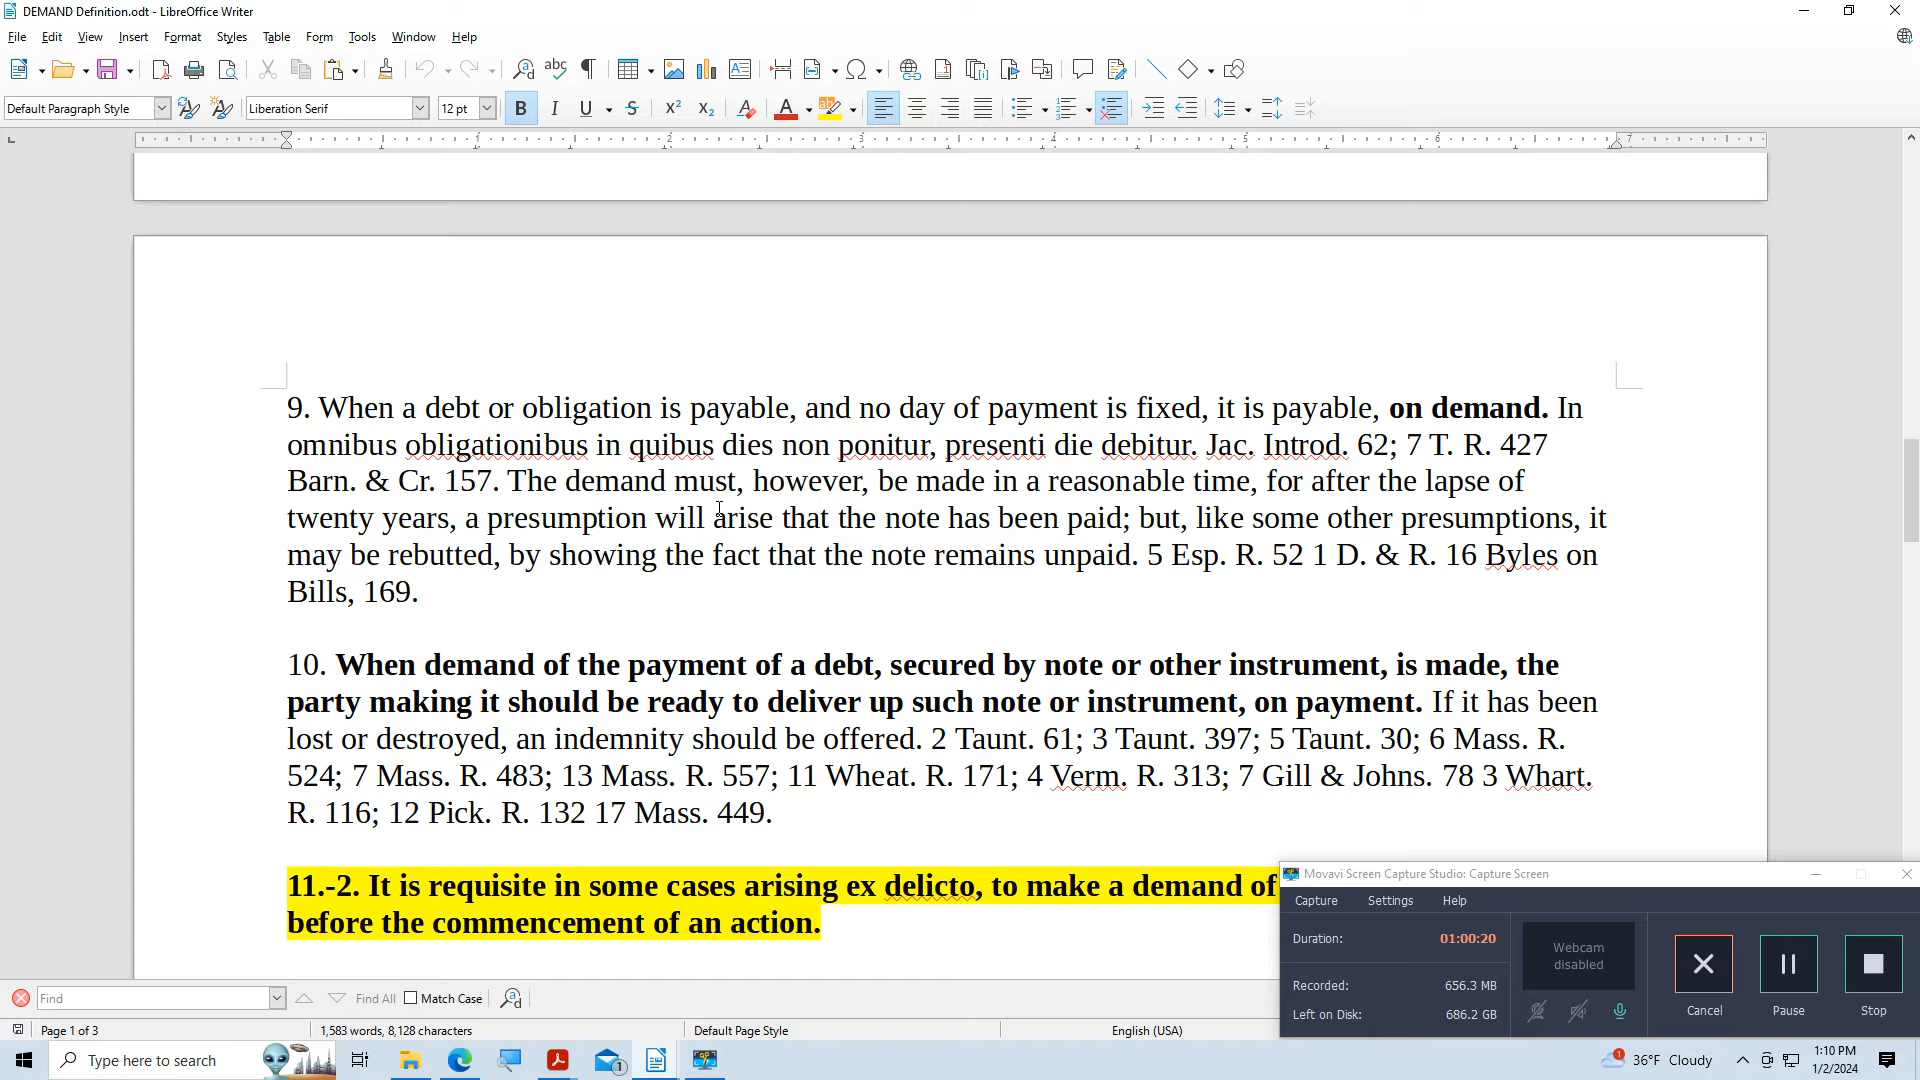 DEMAND Definition.odt - LibreOffice Writer
File Edit View Insert Format Styles Table Form Tools Window Help
Default Paragraph Style Liberation Serif 12 pt
1 2 3 4 5 6 7
9. When a debt or obligation is payable, and no day of payment is fixed, it is payable, on demand. In
omnibus obligationibus in quibus dies non ponitur, presenti die debitur. Jac. Introd. 62; 7 T. R. 427
Barn. & Cr. 157. The demand must, however, be made in a reasonable time, for after the lapse of
twenty years, a presumption will arise that the note has been paid; but, like some other presumptions, it
may be rebutted, by showing the fact that the note remains unpaid. 5 Esp. R. 52 1 D. & R. 16 Byles on
Bills, 169.
10. When demand of the payment of a debt, secured by note or other instrument, is made, the
party making it should be ready to deliver up such note or instrument, on payment. If it has been
lost or destroyed, an indemnity should be offered. 2 Taunt. 61; 3 Taunt. 397; 5 Taunt. 30; 6 Mass. R.
524; 7 Mass. R. 483; 13 Mass. R. 557; 11 Wheat. R. 171; 4 Verm. R. 313; 7 Gill & Johns. 78 3 Whart.
R. 116; 12 Pick. R. 132 17 Mass. 449.
11.-2. It is requisite in some cases arising ex delicto, to make a demand of
before the commencement of an action.
Movavi Screen Capture Studio: Capture Screen
Capture Settings Help
Duration: 01:00:20
Recorded: 656.3 MB
Left on Disk: 686.2 GB
Webcam
disabled
Cancel Pause Stop
Find Find All Match Case
Page 1 of 3 1,583 words, 8,128 characters Default Page Style English (USA)
Type here to search
1
1 36°F Cloudy
1:10 PM
1/2/2024